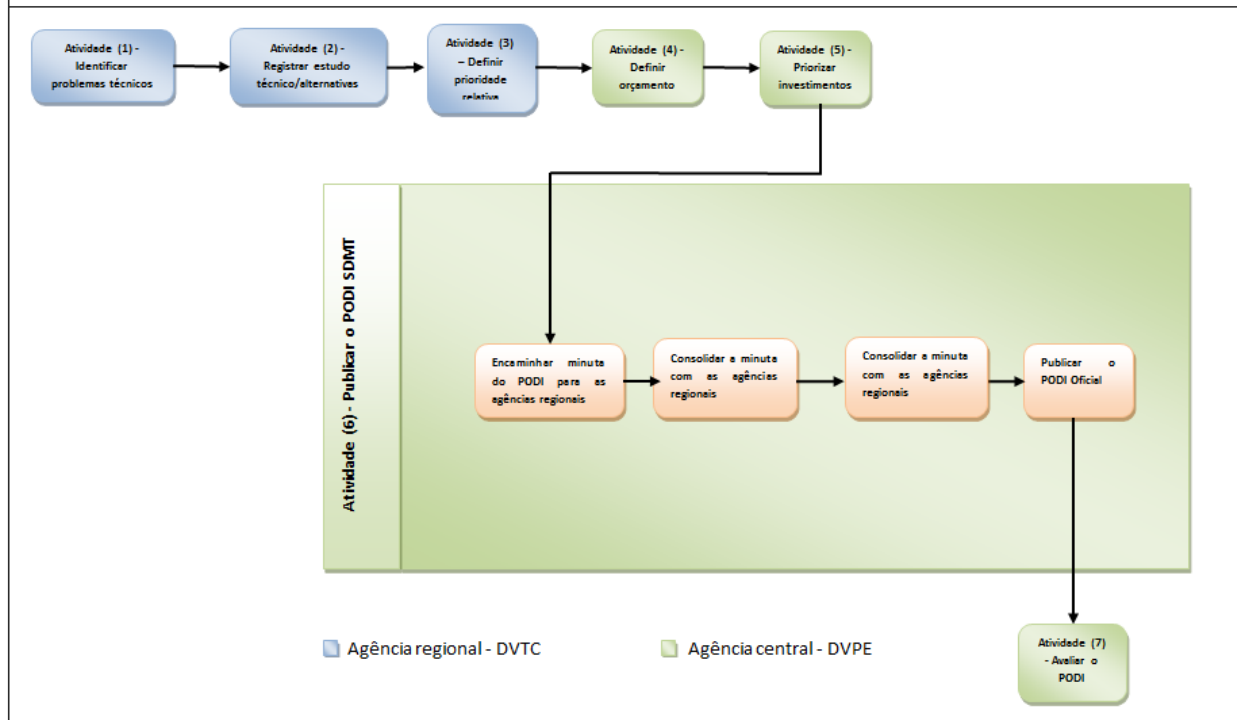 Atividade (1) -
Identificar
problemas técnicos
Atividade (2) -
Registrar estudo
técnico/alternativas
Atividade (3)
– Definir
prioridade
relativa
Atividade (4) -
Definir
orçamento
Atividade (5) -
Priorizar
investimentos
Atividade (6) - Publicar o PODI SDMT
Encaminhar minuta
do PODI para as
agências regionais
Consolidar a minuta
com as agências
regionais
Consolidar a minuta
com as agências
regionais
Publicar o
PODI Oficial
Agência regional - DVTC
Agência central - DVPE
Atividade (7)
- Avaliar o
PODI